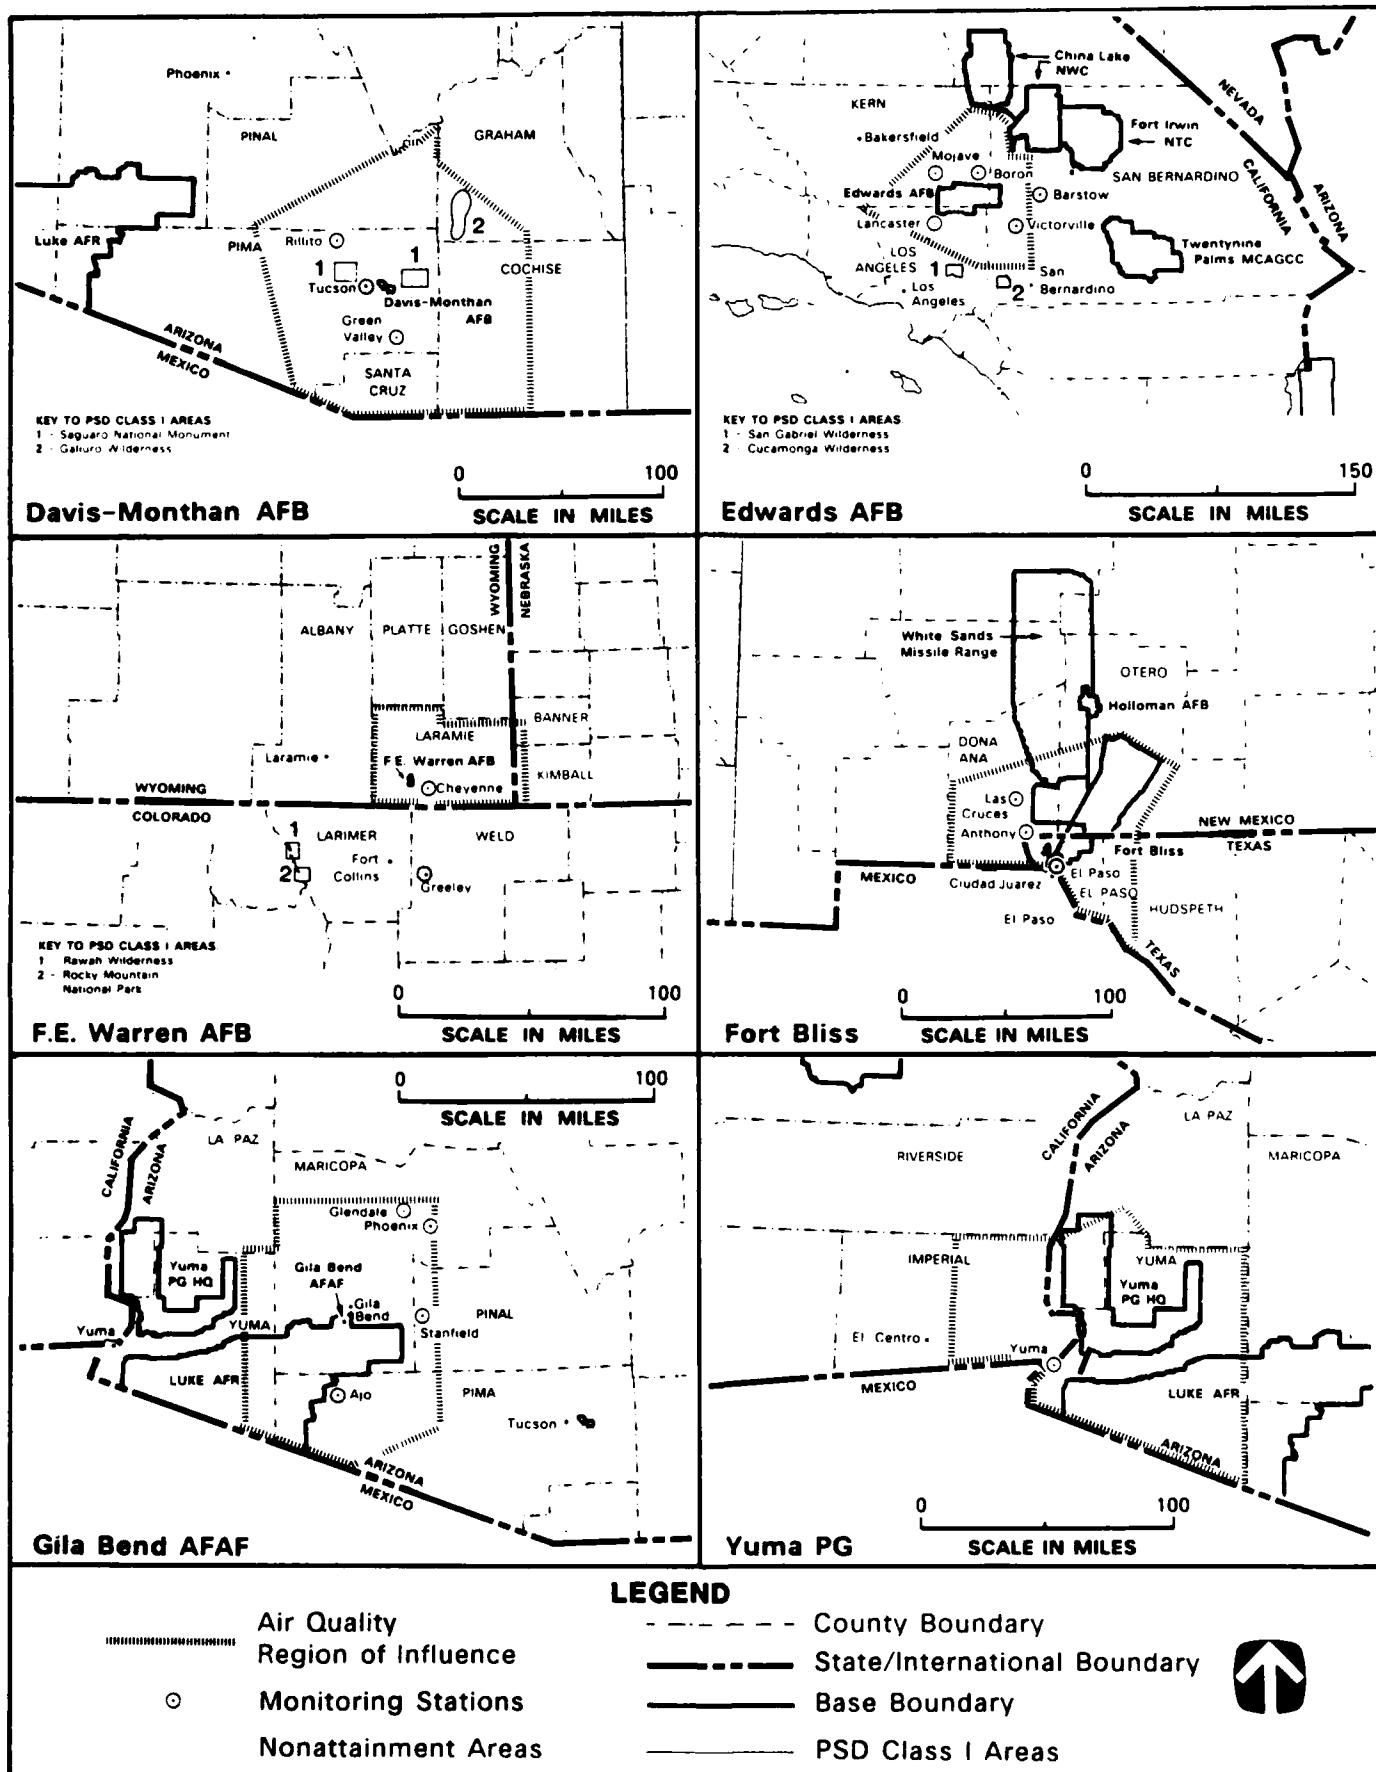 Phoenix
PINAL
GRAHAM
Luke AFR
PIMA
Rillito
2
COCHISE
1
1
Tucson
Davis-Monthan
AFB
Green
Valley
ARIZONA
MEXICO
SANTA
CRUZ
KEY TO PSD CLASS I AREAS
1 - Saguaro National Monument
2 - Galiuro Wilderness
0 100
SCALE IN MILES
Davis-Monthan AFB
China Lake
NWC
KERN
NEVADA
Bakersfield
Fort Irwin
NTC
Mojave
Boron
SAN BERNARDINO
CALIFORNIA
ARIZONA
Edwards AFB
Barstow
Lancaster
Victorville
LOS
ANGELES
1
Twentynine
Palms MCAGCC
San
Bernardino
2
Los
Angeles
KEY TO PSD CLASS I AREAS
1 - San Gabriel Wilderness
2 - Cucamonga Wilderness
0 150
SCALE IN MILES
Edwards AFB
WYOMING
NEBRASKA
ALBANY
PLATTE
GOSHEN
BANNER
LARAMIE
Laramie
F.E. Warren AFB
KIMBALL
Cheyenne
WYOMING
COLORADO
1
LARIMER
WELD
Fort
Collins
2
Greeley
KEY TO PSD CLASS I AREAS
1 Rawah Wilderness
2 - Rocky Mountain
National Park
0 100
SCALE IN MILES
F.E. Warren AFB
White Sands
Missile Range
OTERO
Holloman AFB
DONA
ANA
Las
Cruces
Anthony
NEW MEXICO
TEXAS
Fort Bliss
MEXICO
Ciudad Juarez
El Paso
EL PASO
El Paso
HUDSPETH
TEXAS
0 100
SCALE IN MILES
Fort Bliss
0 100
SCALE IN MILES
CALIFORNIA
ARIZONA
LA PAZ
MARICOPA
Glendale
Phoenix
Yuma
PG HQ
Gila Bend
AFAF
Gila
Bend
PINAL
Yuma
YUMA
Stanfield
LUKE AFR
Ajo
PIMA
Tucson
ARIZONA
MEXICO
Gila Bend AFAF
CALIFORNIA
ARIZONA
LA PAZ
RIVERSIDE
MARICOPA
IMPERIAL
YUMA
Yuma
PG HQ
El Centro
Yuma
MEXICO
LUKE AFR
ARIZONA
0 100
SCALE IN MILES
Yuma PG
LEGEND
Air Quality
Region of Influence
Monitoring Stations
Nonattainment Areas
County Boundary
State/International Boundary
Base Boundary
PSD Class I Areas